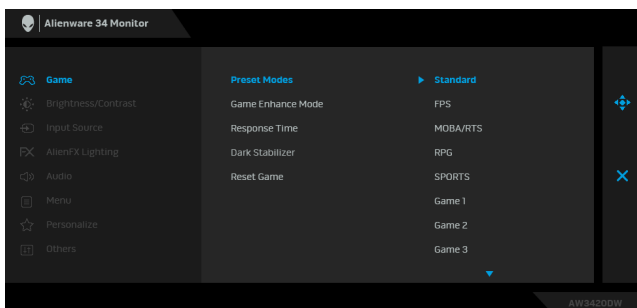 Alienware 34 Monitor
Game
Preset Modes
Standard
Brightness/Contrast
Game Enhance Mode
FPS
Input Source
Response Time
MOBA/RTS
AlienFX Lighting
Dark Stabilizer
RPG
Audio
Reset Game
SPORTS
Menu
Game 1
Personalize
Game 2
Others
Game 3
AW3420DW